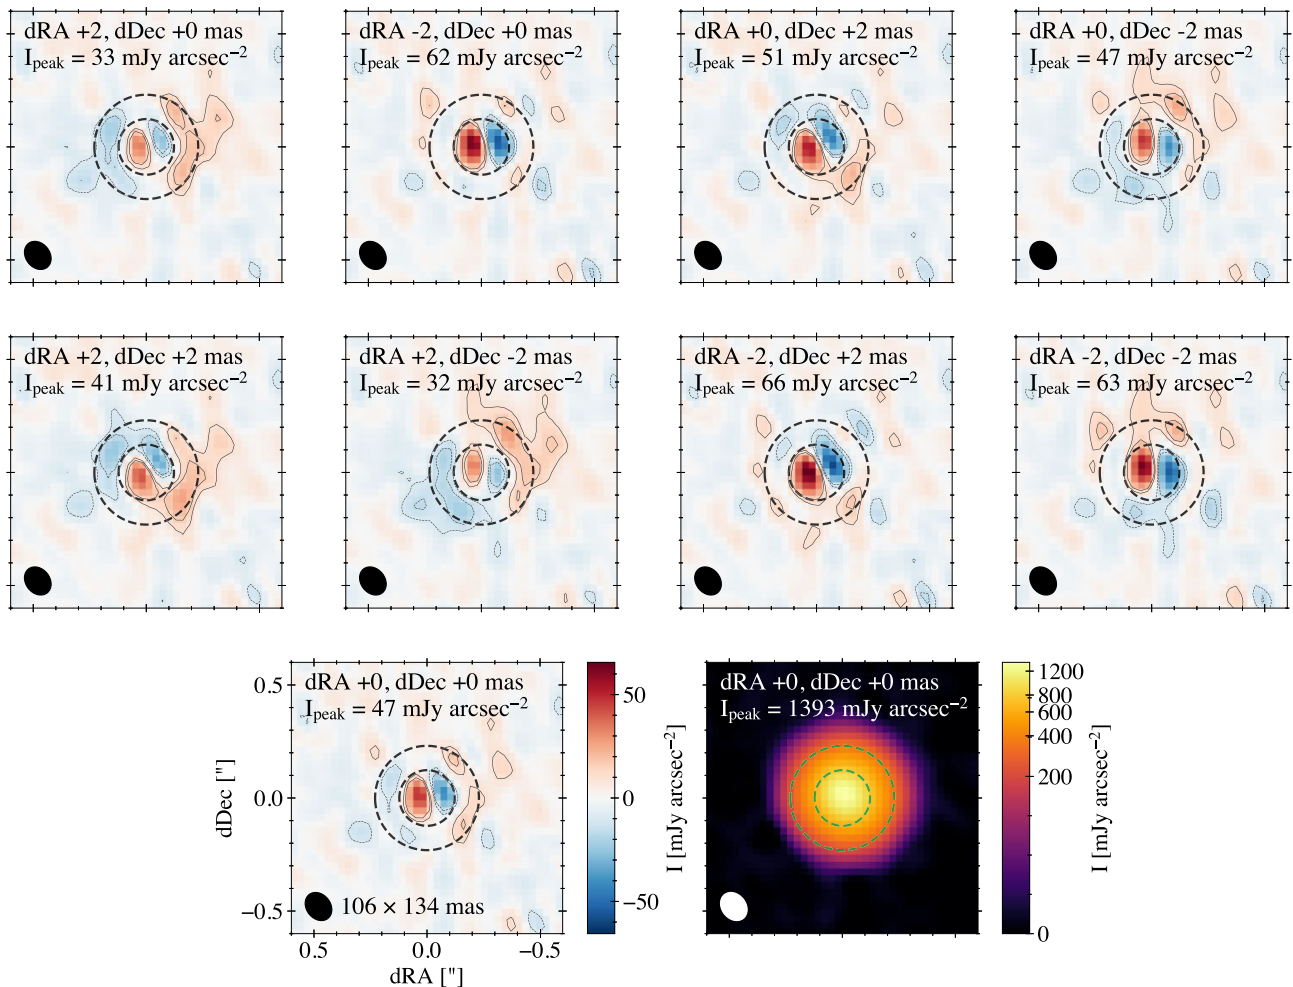 dRA +2, dDec +0 mas
I_peak = 33 mJy arcsec⁻²
dRA -2, dDec +0 mas
I_peak = 62 mJy arcsec⁻²
dRA +0, dDec +2 mas
I_peak = 51 mJy arcsec⁻²
dRA +0, dDec -2 mas
I_peak = 47 mJy arcsec⁻²
dRA +2, dDec +2 mas
I_peak = 41 mJy arcsec⁻²
dRA +2, dDec -2 mas
I_peak = 32 mJy arcsec⁻²
dRA -2, dDec +2 mas
I_peak = 66 mJy arcsec⁻²
dRA -2, dDec -2 mas
I_peak = 63 mJy arcsec⁻²
dRA +0, dDec +0 mas
I_peak = 47 mJy arcsec⁻²
106 × 134 mas
0.5
0.0
−0.5
dDec ["]
0.5
0.0
−0.5
dRA ["]
50
0
−50
I [mJy arcsec⁻²]
dRA +0, dDec +0 mas
I_peak = 1393 mJy arcsec⁻²
1200
800
600
400
200
0
I [mJy arcsec⁻²]